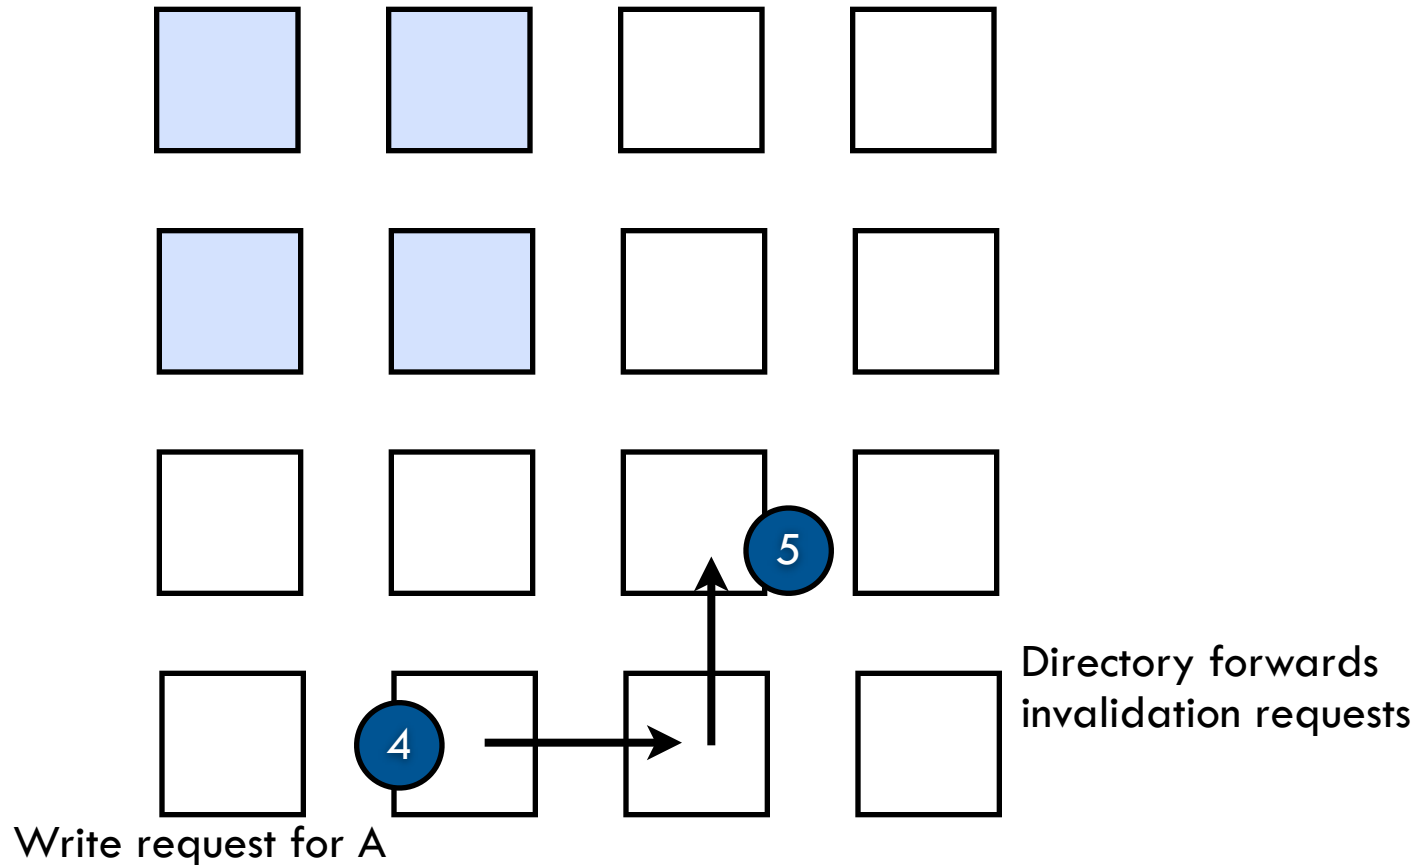 5
Directory forwards
invalidation requests
4
Write request for A